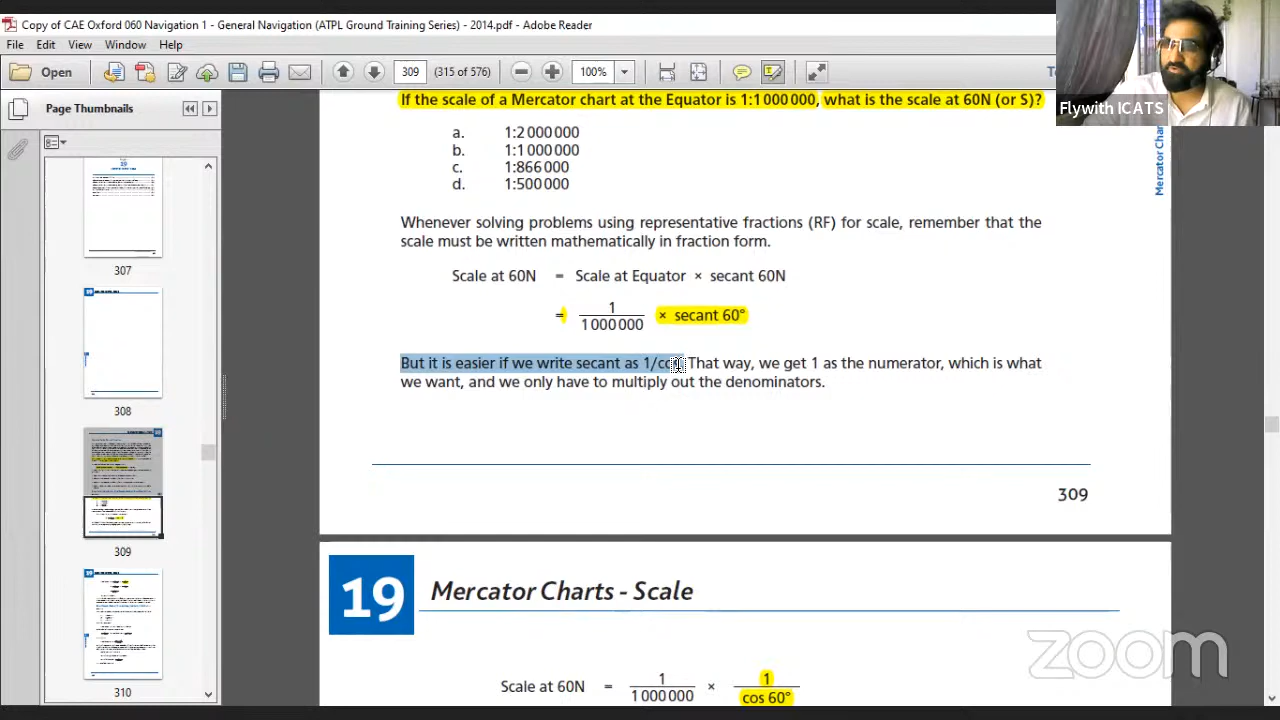 Copy of CAE Oxford 060 Navigation 1 - General Navigation (ATPL Ground Training Series) - 2014.pdf - Adobe Reader
File Edit View Window Help
Open 309 (315 of 576) 100%
Page Thumbnails
Flywith ICATS
307
308
309
310
If the scale of a Mercator chart at the Equator is 1:1 000 000, what is the scale at 60N (or S)?
a. 1:2 000 000
b. 1:1 000 000
c. 1:866 000
d. 1:500 000
Whenever solving problems using representative fractions (RF) for scale, remember that the
scale must be written mathematically in fraction form.
Scale at 60N = Scale at Equator × secant 60N
= 1 / 1 000 000 × secant 60°
But it is easier if we write secant as 1/cos. That way, we get 1 as the numerator, which is what
we want, and we only have to multiply out the denominators.
309
19 Mercator Charts - Scale
Scale at 60N = 1 / 1 000 000 × 1 / cos 60°
zoom